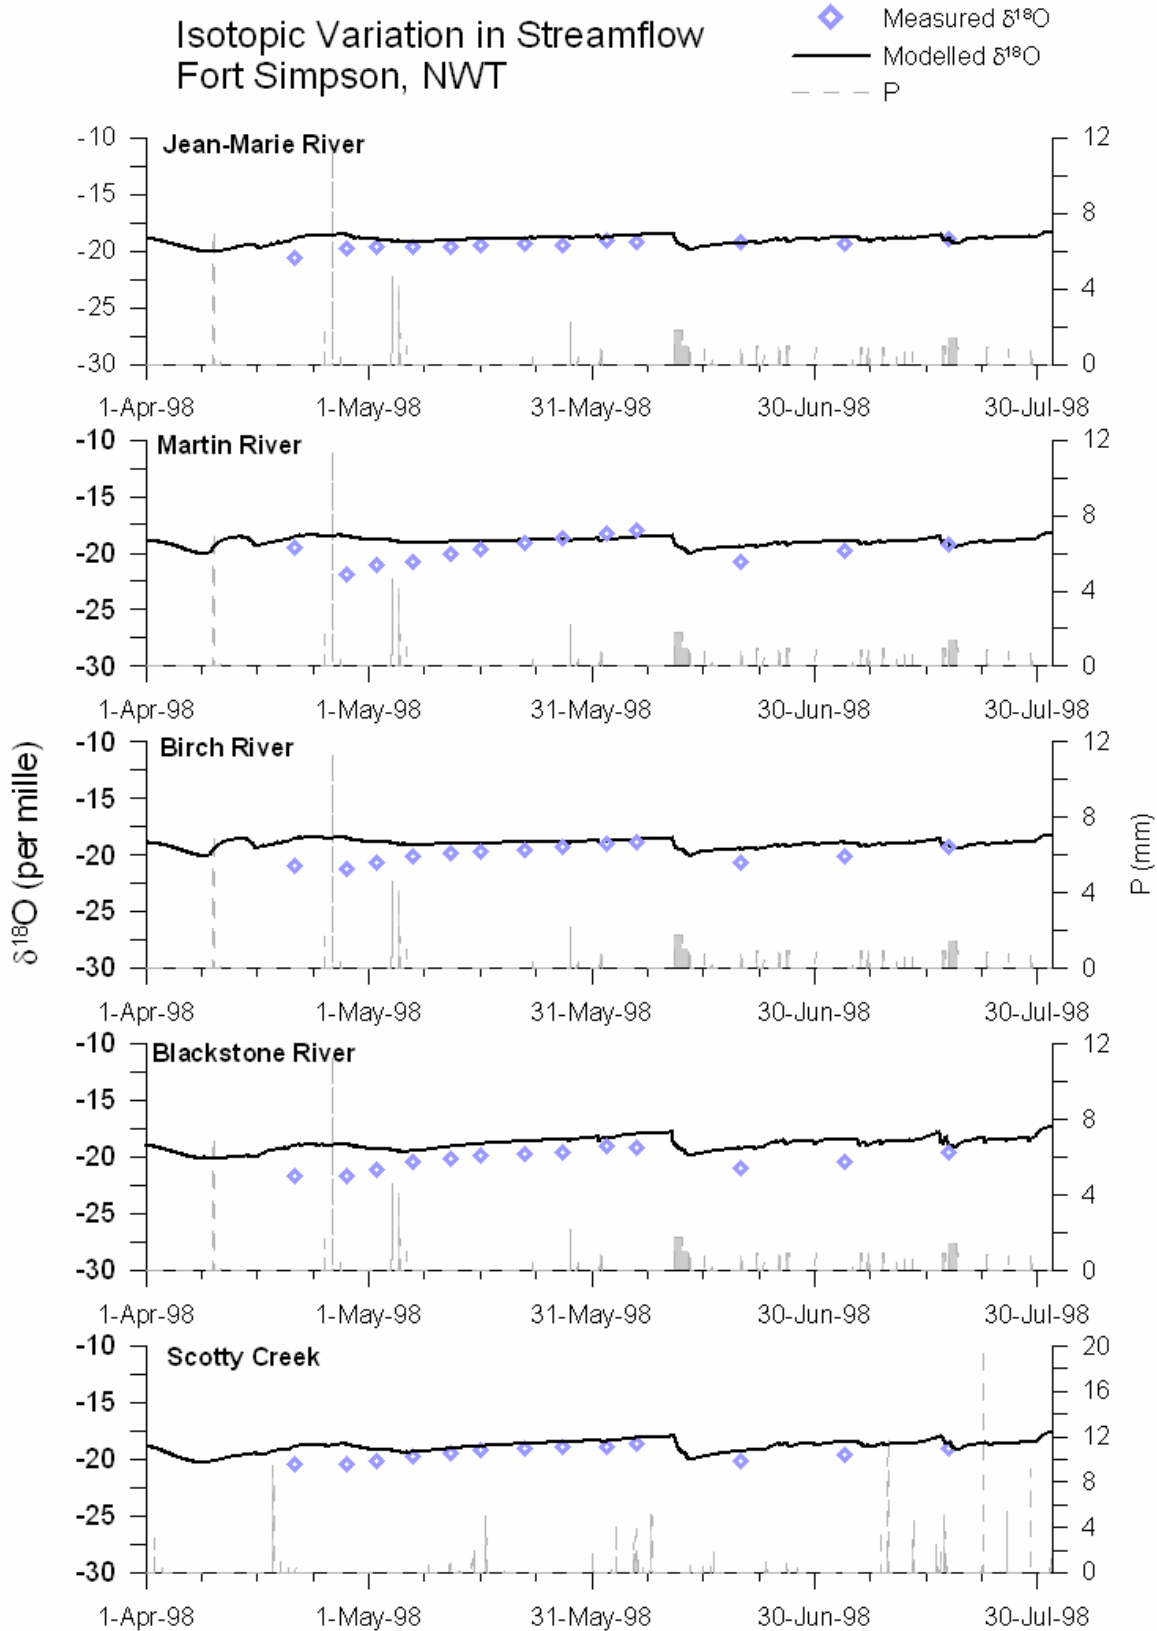 Isotopic Variation in Streamflow
Fort Simpson, NWT
Measured δ¹⁸O
Modelled δ¹⁸O
P
Jean-Marie River
-10
-15
-20
-25
-30
12
8
4
0
1-Apr-98 1-May-98 31-May-98 30-Jun-98 30-Jul-98
Martin River
-10
-15
-20
-25
-30
12
8
4
0
1-Apr-98 1-May-98 31-May-98 30-Jun-98 30-Jul-98
δ¹⁸O (per mille)
Birch River
-10
-15
-20
-25
-30
12
8
4
0
P (mm)
1-Apr-98 1-May-98 31-May-98 30-Jun-98 30-Jul-98
Blackstone River
-10
-15
-20
-25
-30
12
8
4
0
1-Apr-98 1-May-98 31-May-98 30-Jun-98 30-Jul-98
Scotty Creek
-10
-15
-20
-25
-30
20
16
12
8
4
0
1-Apr-98 1-May-98 31-May-98 30-Jun-98 30-Jul-98